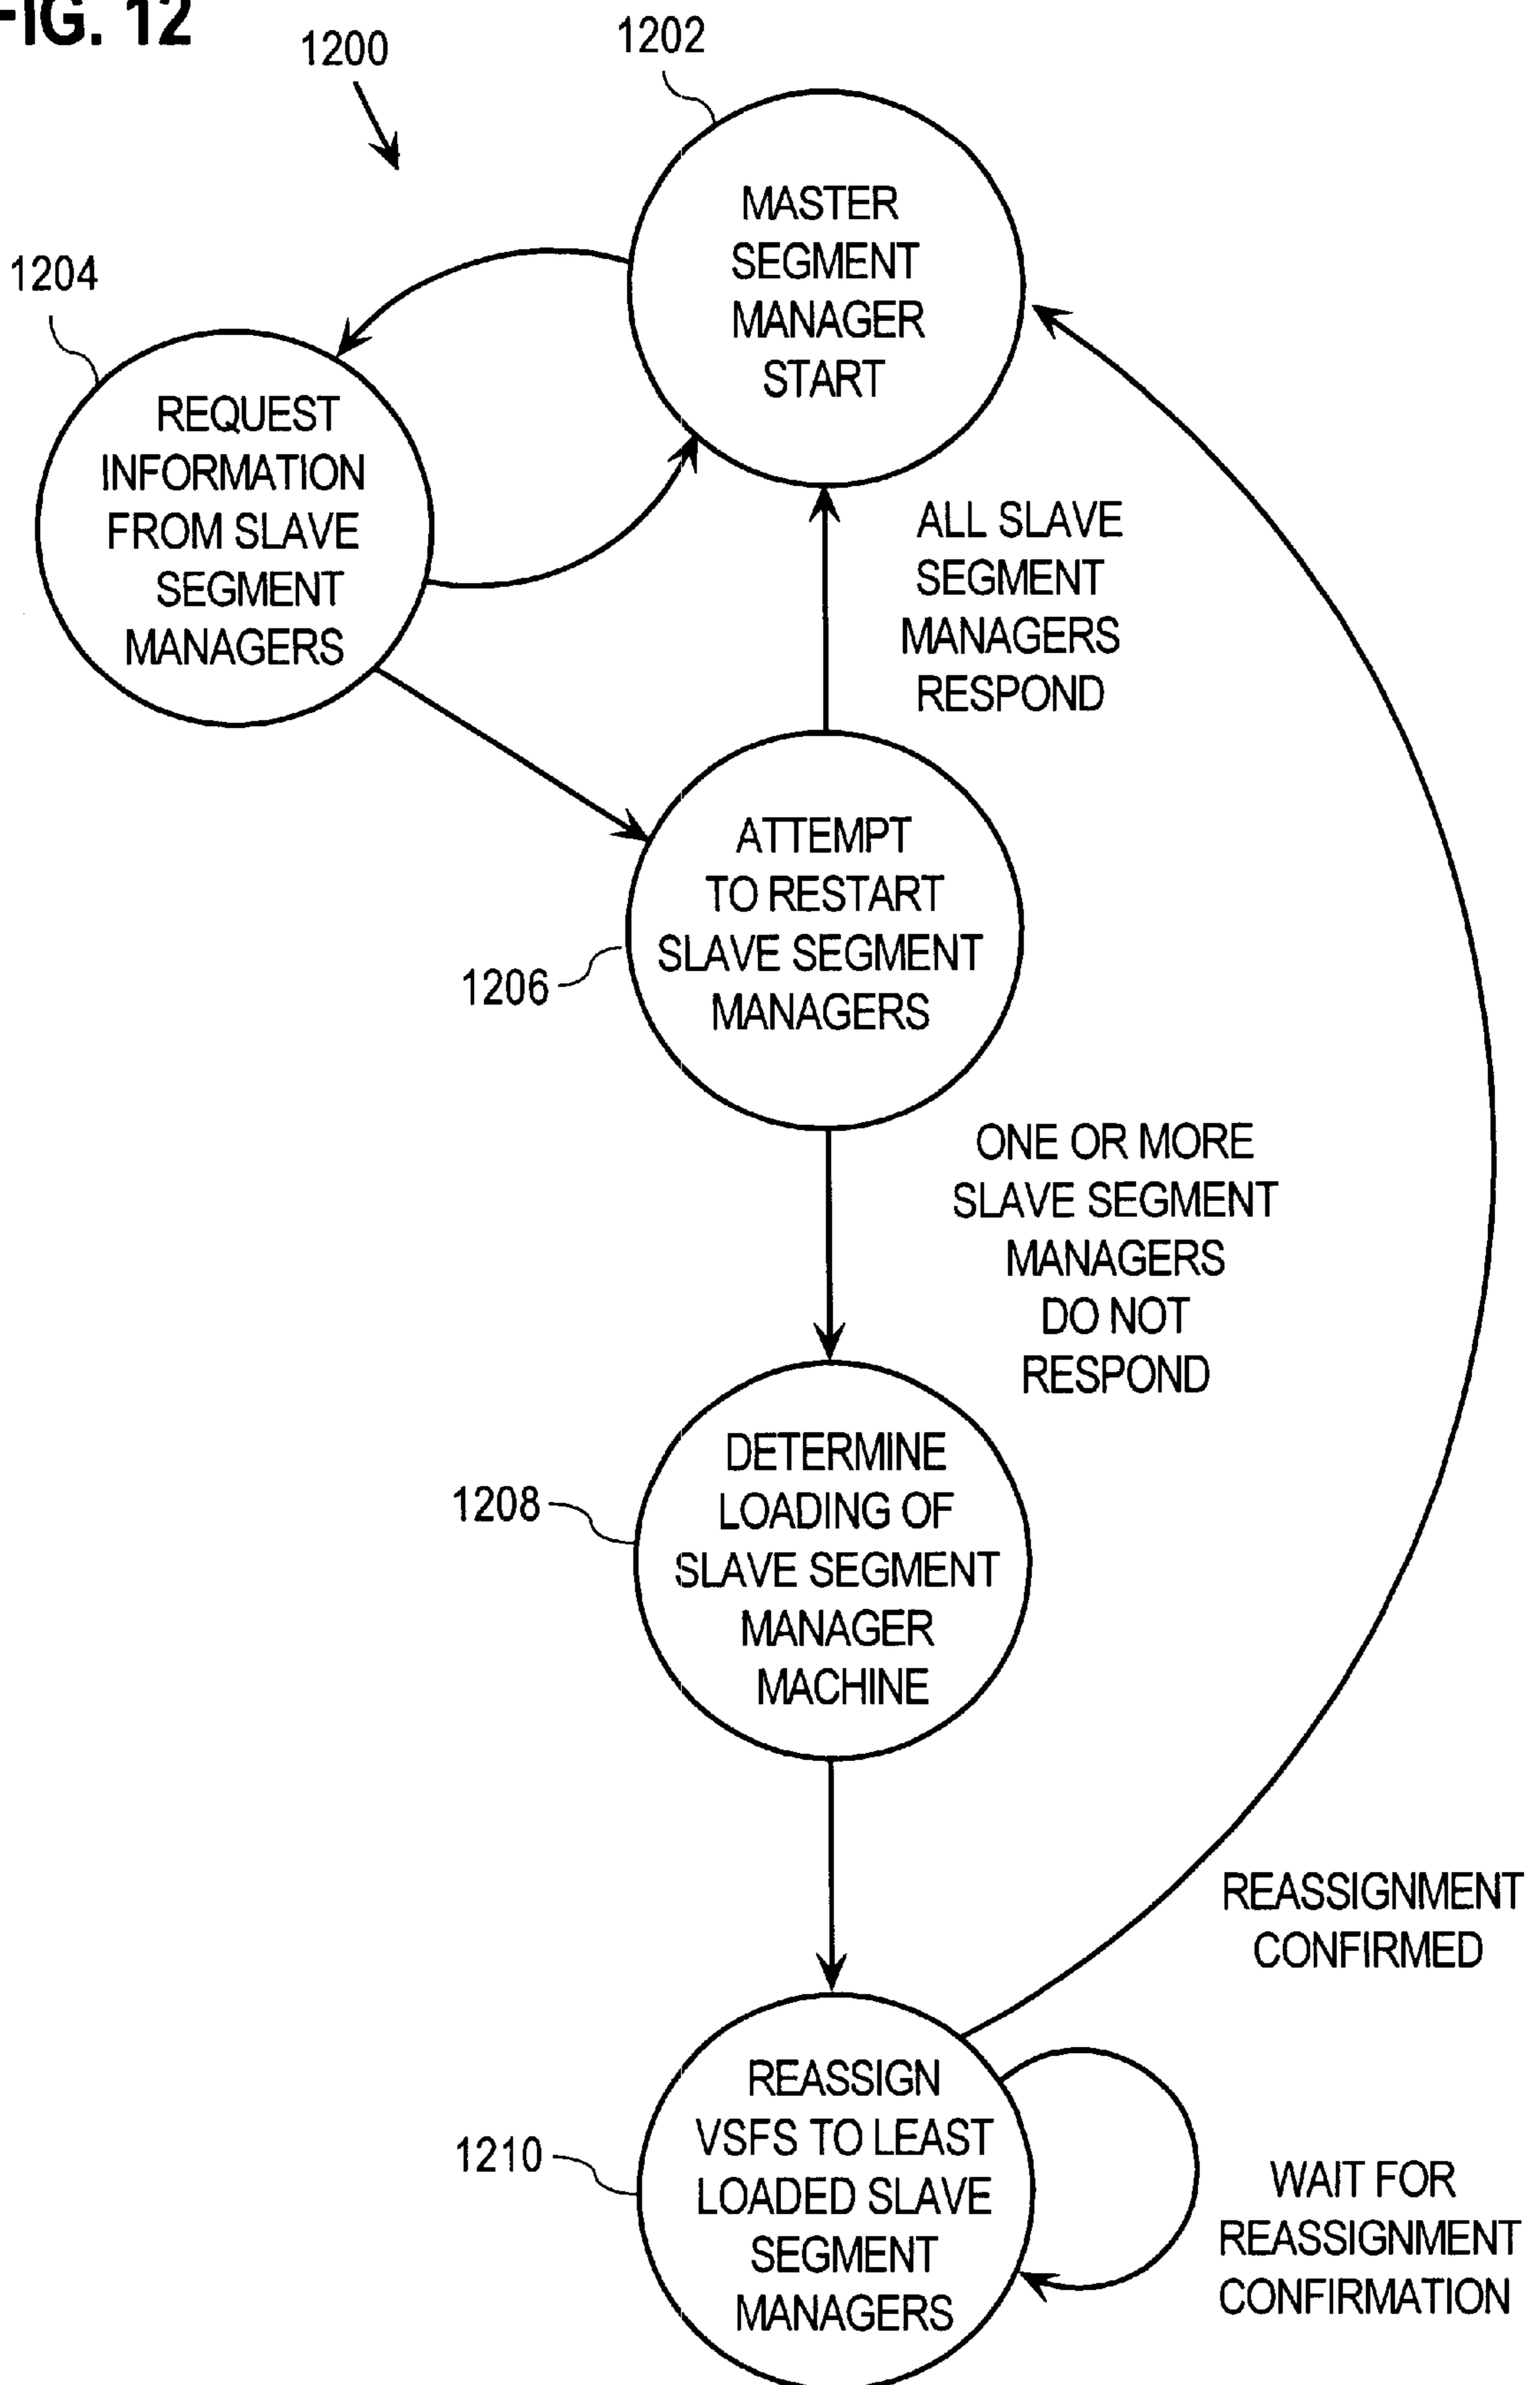 FIG. 12
1200
1202
MASTER
SEGMENT
MANAGER
START
1204
REQUEST
INFORMATION
FROM SLAVE
SEGMENT
MANAGERS
ALL SLAVE
SEGMENT
MANAGERS
RESPOND
ATTEMPT
TO RESTART
SLAVE SEGMENT
MANAGERS
1206
ONE OR MORE
SLAVE SEGMENT
MANAGERS
DO NOT
RESPOND
DETERMINE
LOADING OF
SLAVE SEGMENT
MANAGER
MACHINE
1208
REASSIGNMENT
CONFIRMED
REASSIGN
VSFS TO LEAST
LOADED SLAVE
SEGMENT
MANAGERS
1210
WAIT FOR
REASSIGNMENT
CONFIRMATION